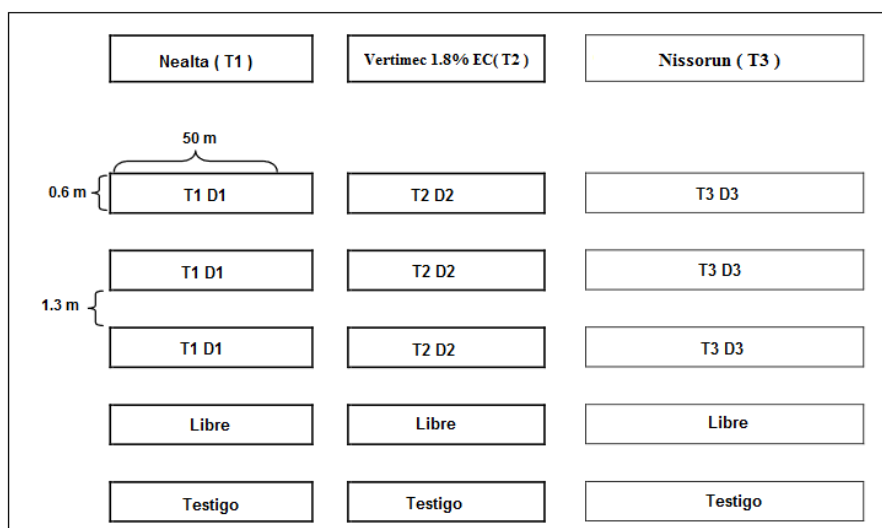 Nealta ( T1 ) Vertimec 1.8% EC( T2 ) Nissorun ( T3 )
50 m
0.6 m T1 D1 T2 D2 T3 D3
T1 D1 T2 D2 T3 D3
1.3 m
T1 D1 T2 D2 T3 D3
Libre Libre Libre
Testigo Testigo Testigo